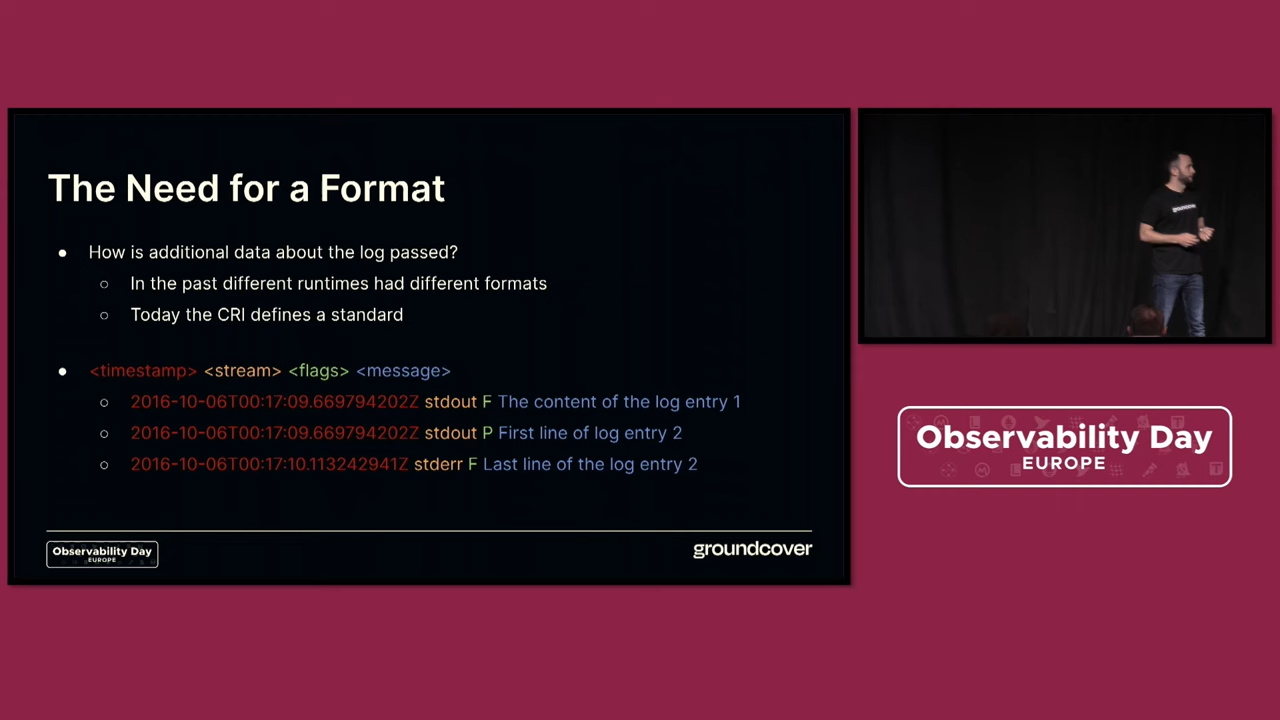 The Need for a Format
● How is additional data about the log passed?
○ In the past different runtimes had different formats
○ Today the CRI defines a standard
● <timestamp> <stream> <flags> <message>
○ 2016-10-06T00:17:09.669794202Z stdout F The content of the log entry 1
○ 2016-10-06T00:17:09.669794202Z stdout P First line of log entry 2
○ 2016-10-06T00:17:10.113242941Z stderr F Last line of the log entry 2
Observability Day
EUROPE
groundcover
groundcover
Observability Day
EUROPE